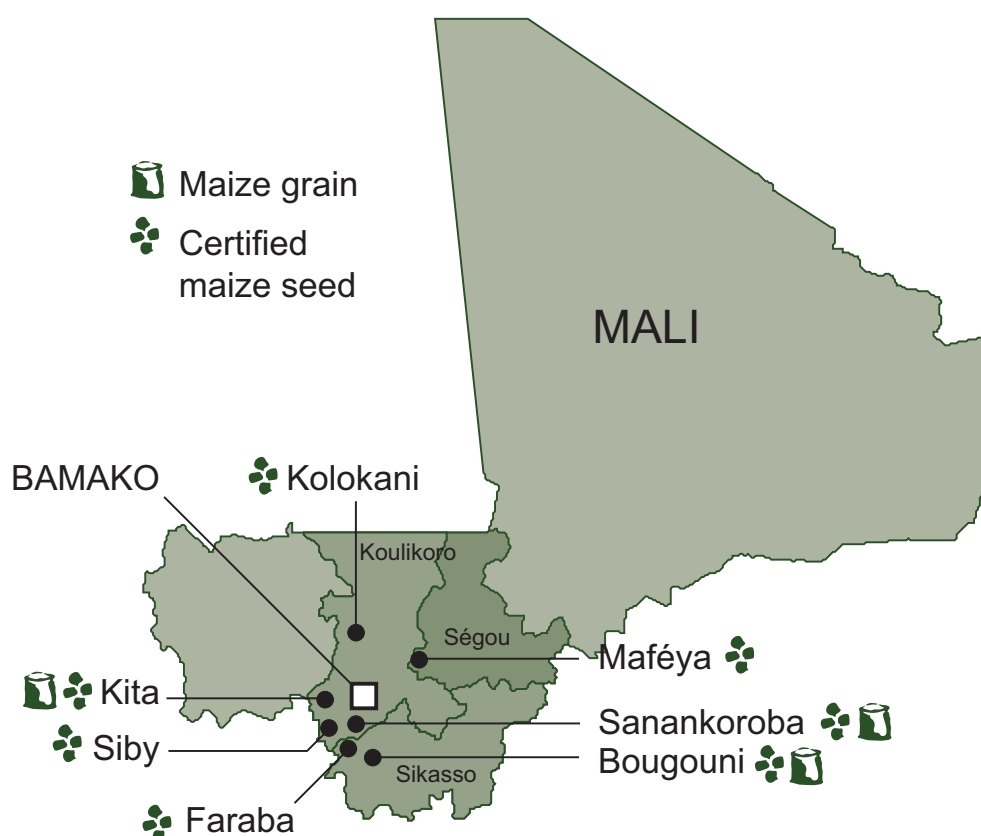 Maize grain
Certified
maize seed
MALI
BAMAKO
Kolokani
Koulikoro
Ségou
Maféya
Kita
Sanankoroba
Siby
Bougouni
Sikasso
Faraba